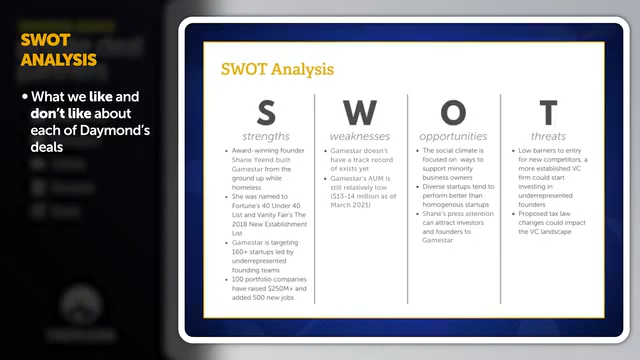 SWOT
ANALYSIS
• What we like and
don't like about
each of Daymond's
deals
SWOT Analysis
S
strengths
• Award-winning founder
Shane Yeend built
Gamestar from the
ground up while
homeless
• She was named to
Fortune's 40 Under 40
List and Vanity Fair's The
2018 New Establishment
List
• Gamestar is targeting
160+ startups led by
underrepresented
founding teams
• 100 portfolio companies
have raised $250M+ and
added 500 new jobs
W
weaknesses
• Gamestar doesn't
have a track record
of exists yet
• Gamestar's AUM is
still relatively low
($13-14 million as of
March 2021)
O
opportunities
• The social climate is
focused on ways to
support minority
business owners
• Diverse startups tend to
perform better than
homogenous startups
• Shane's press attention
can attract investors
and founders to
Gamestar
T
threats
• Low barriers to entry
for new competitors; a
more established VC
firm could start
investing in
underrepresented
founders
• Proposed tax law
changes could impact
the VC landscape